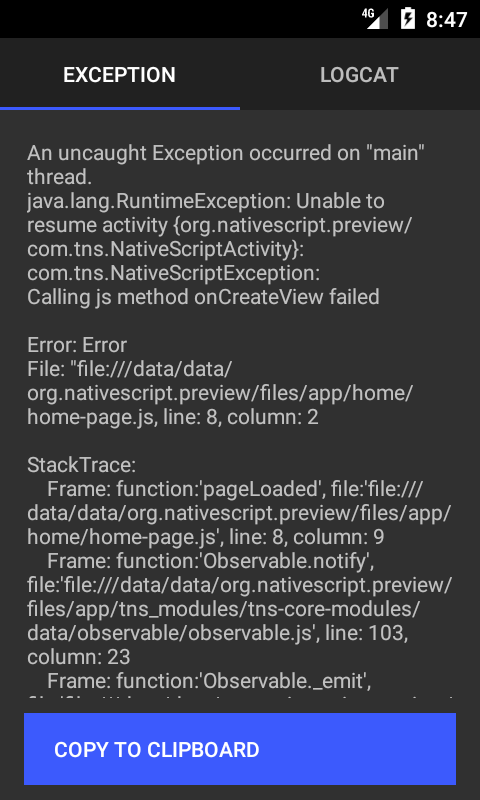 4G 8:47
EXCEPTION LOGCAT
An uncaught Exception occurred on "main"
thread.
java.lang.RuntimeException: Unable to
resume activity {org.nativescript.preview/
com.tns.NativeScriptActivity}:
com.tns.NativeScriptException:
Calling js method onCreateView failed
Error: Error
File: "file:///data/data/
org.nativescript.preview/files/app/home/
home-page.js, line: 8, column: 2
StackTrace:
Frame: function:'pageLoaded', file:'file:///
data/data/org.nativescript.preview/files/app/
home/home-page.js', line: 8, column: 9
Frame: function:'Observable.notify',
file:'file:///data/data/org.nativescript.preview/
files/app/tns_modules/tns-core-modules/
data/observable/observable.js', line: 103,
column: 23
Frame: function:'Observable._emit',
COPY TO CLIPBOARD